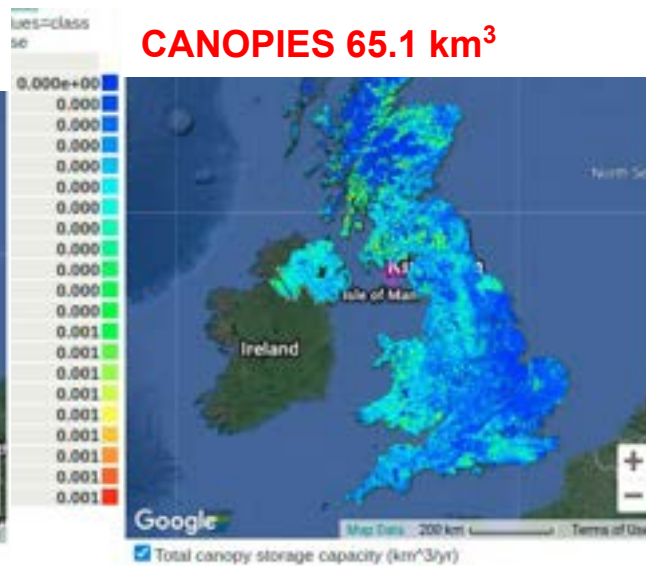 ues=class
se
CANOPIES 65.1 km³
0.000e+00
0.000
0.000
0.000
0.000
0.000
0.000
0.000
0.000
0.000
0.000
0.000
0.001
0.001
0.001
0.001
0.001
0.001
0.001
0.001
0.001
North Se
Isle of Man
Ireland
+
−
Google
Map Data
200 km
Terms of Use
Total canopy storage capacity (km^3/yr)